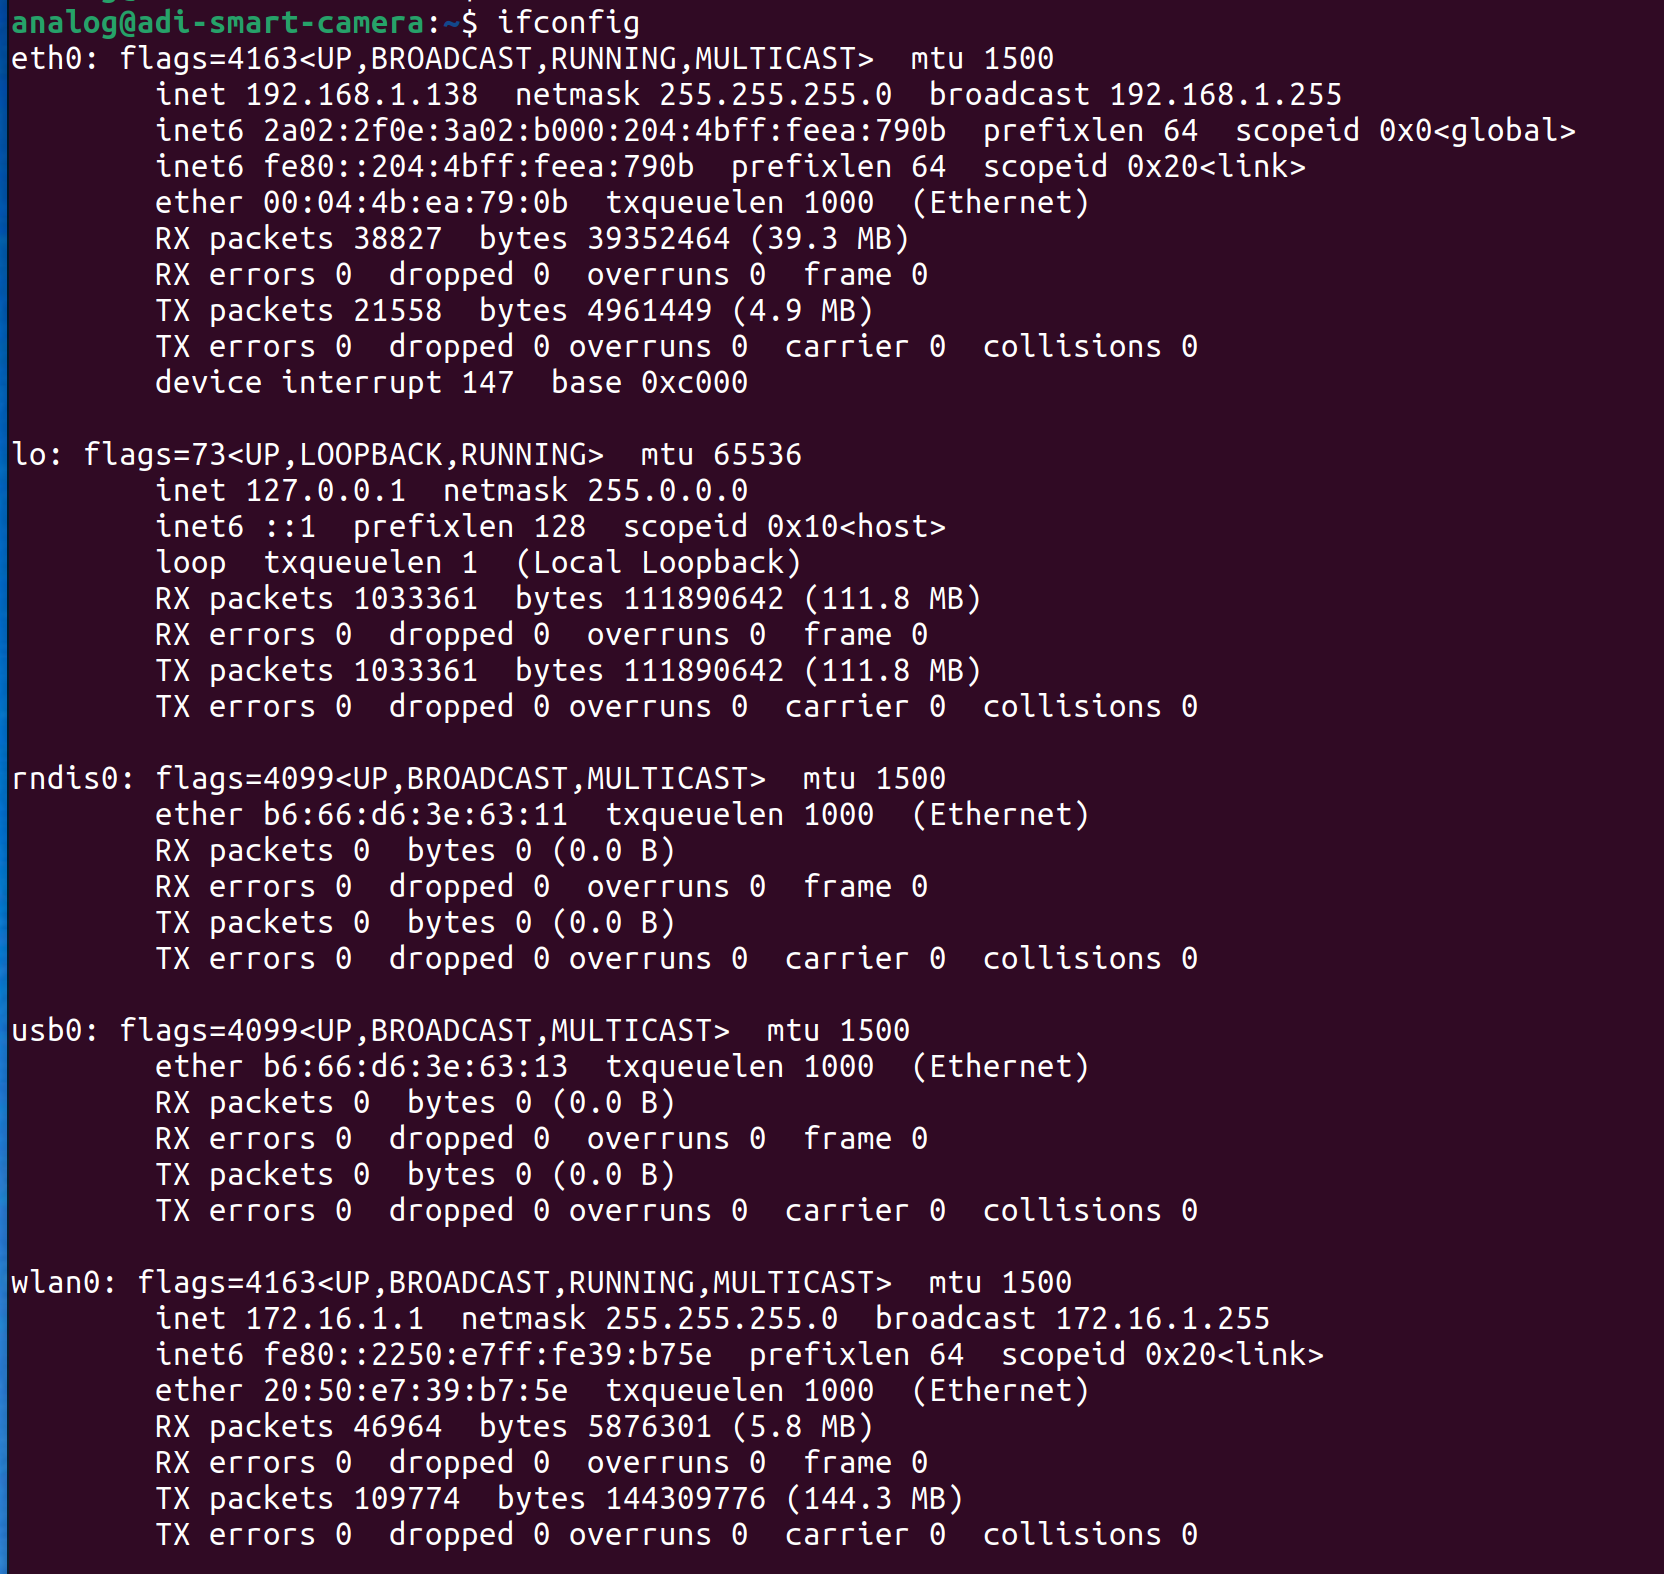 analog@adi-smart-camera:~$ ifconfig
eth0: flags=4163<UP,BROADCAST,RUNNING,MULTICAST>  mtu 1500
        inet 192.168.1.138  netmask 255.255.255.0  broadcast 192.168.1.255
        inet6 2a02:2f0e:3a02:b000:204:4bff:feea:790b  prefixlen 64  scopeid 0x0<global>
        inet6 fe80::204:4bff:feea:790b  prefixlen 64  scopeid 0x20<link>
        ether 00:04:4b:ea:79:0b  txqueuelen 1000  (Ethernet)
        RX packets 38827  bytes 39352464 (39.3 MB)
        RX errors 0  dropped 0  overruns 0  frame 0
        TX packets 21558  bytes 4961449 (4.9 MB)
        TX errors 0  dropped 0 overruns 0  carrier 0  collisions 0
        device interrupt 147  base 0xc000

lo: flags=73<UP,LOOPBACK,RUNNING>  mtu 65536
        inet 127.0.0.1  netmask 255.0.0.0
        inet6 ::1  prefixlen 128  scopeid 0x10<host>
        loop  txqueuelen 1  (Local Loopback)
        RX packets 1033361  bytes 111890642 (111.8 MB)
        RX errors 0  dropped 0  overruns 0  frame 0
        TX packets 1033361  bytes 111890642 (111.8 MB)
        TX errors 0  dropped 0 overruns 0  carrier 0  collisions 0

rndis0: flags=4099<UP,BROADCAST,MULTICAST>  mtu 1500
        ether b6:66:d6:3e:63:11  txqueuelen 1000  (Ethernet)
        RX packets 0  bytes 0 (0.0 B)
        RX errors 0  dropped 0  overruns 0  frame 0
        TX packets 0  bytes 0 (0.0 B)
        TX errors 0  dropped 0 overruns 0  carrier 0  collisions 0

usb0: flags=4099<UP,BROADCAST,MULTICAST>  mtu 1500
        ether b6:66:d6:3e:63:13  txqueuelen 1000  (Ethernet)
        RX packets 0  bytes 0 (0.0 B)
        RX errors 0  dropped 0  overruns 0  frame 0
        TX packets 0  bytes 0 (0.0 B)
        TX errors 0  dropped 0 overruns 0  carrier 0  collisions 0

wlan0: flags=4163<UP,BROADCAST,RUNNING,MULTICAST>  mtu 1500
        inet 172.16.1.1  netmask 255.255.255.0  broadcast 172.16.1.255
        inet6 fe80::2250:e7ff:fe39:b75e  prefixlen 64  scopeid 0x20<link>
        ether 20:50:e7:39:b7:5e  txqueuelen 1000  (Ethernet)
        RX packets 46964  bytes 5876301 (5.8 MB)
        RX errors 0  dropped 0  overruns 0  frame 0
        TX packets 109774  bytes 144309776 (144.3 MB)
        TX errors 0  dropped 0 overruns 0  carrier 0  collisions 0